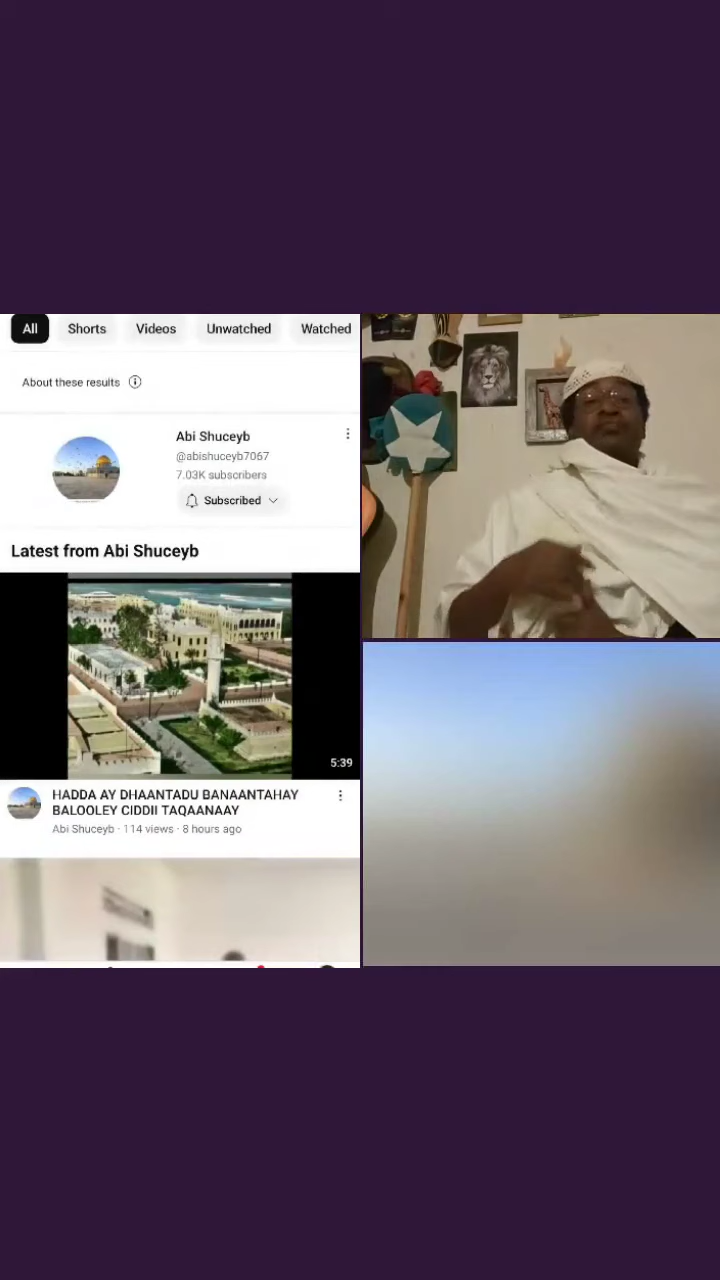 All Shorts Videos Unwatched Watched
About these results
Abi Shuceyb
@abishuceyb7067
7.03K subscribers
Subscribed
Latest from Abi Shuceyb
5:39
HADDA AY DHAANTADU BANAANTAHAY
BALOOLEY CIDDII TAQAANAAY
Abi Shuceyb · 114 views · 8 hours ago